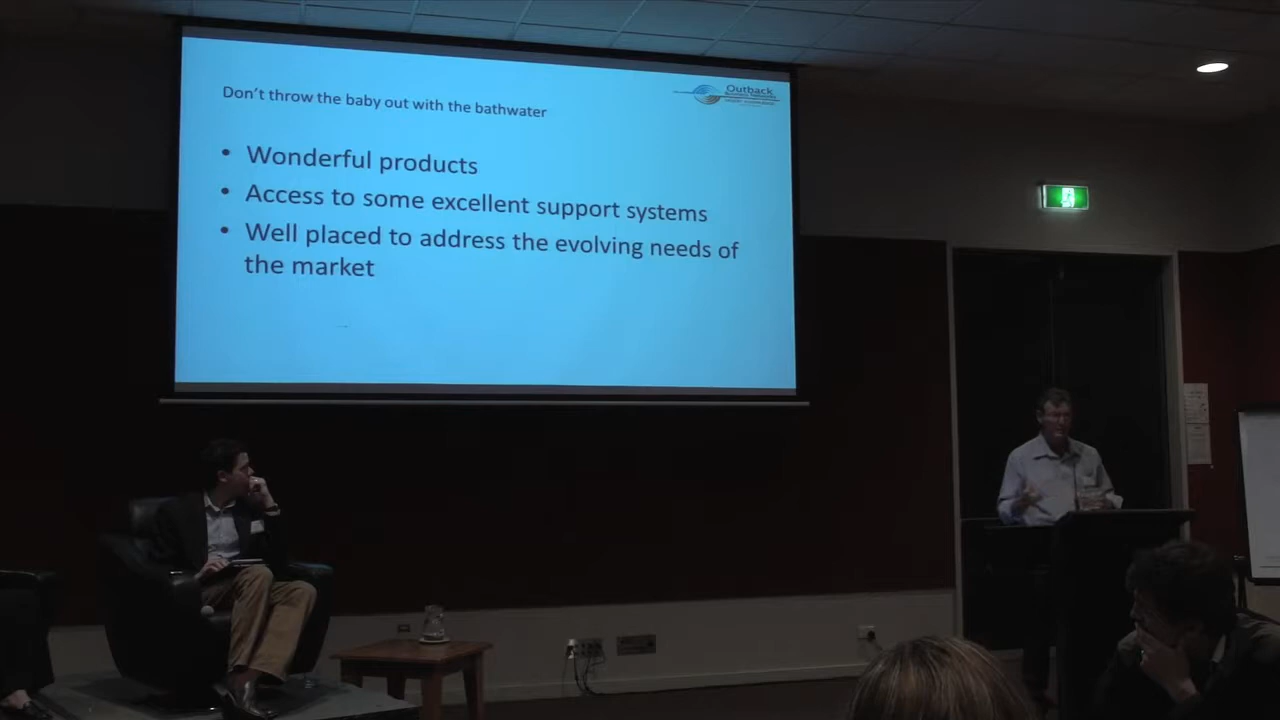 Don't throw the baby out with the bathwater
Outback
• Wonderful products
• Access to some excellent support systems
• Well placed to address the evolving needs of
the market